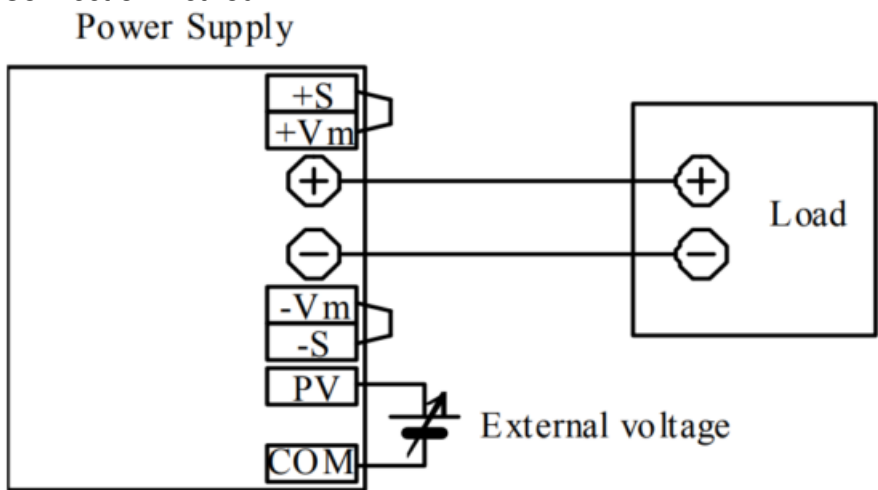 Power Supply
+S
+Vm
+
+
Load
−
−
-Vm
-S
PV
External voltage
COM